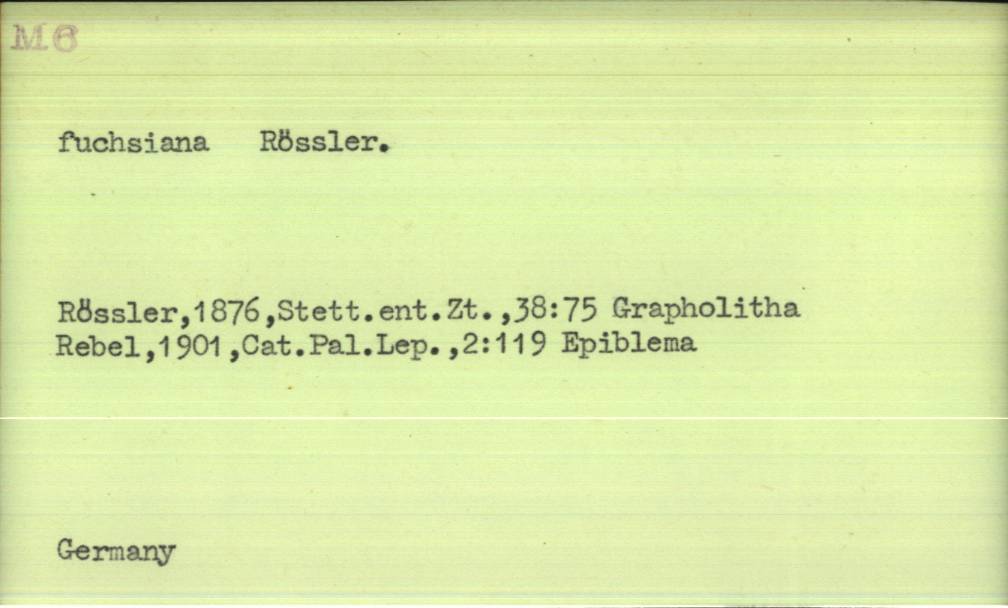 M6
fuchsiana Rössler.
Rössler,1876,Stett.ent.Zt.,38:75 Grapholitha
Rebel,1901,Cat.Pal.Lep.,2:119 Epiblema
Germany